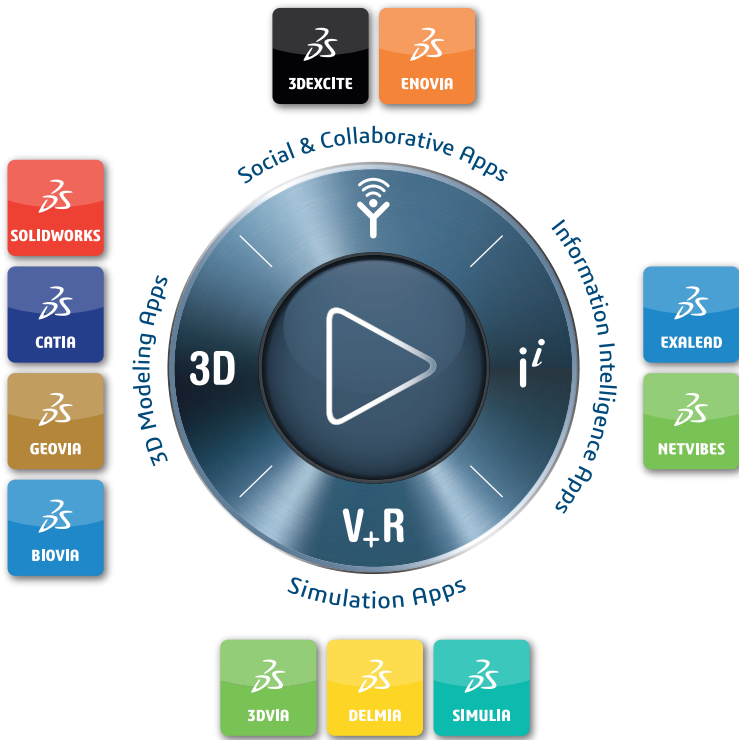 3DEXCITE
ENOVIA
Social & Collaborative Apps
SOLIDWORKS
CATIA
GEOVIA
BIOVIA
3D Modeling Apps
3D
Information Intelligence Apps
iⁱ
EXALEAD
NETVIBES
V+R
Simulation Apps
3DVIA
DELMIA
SIMULIA